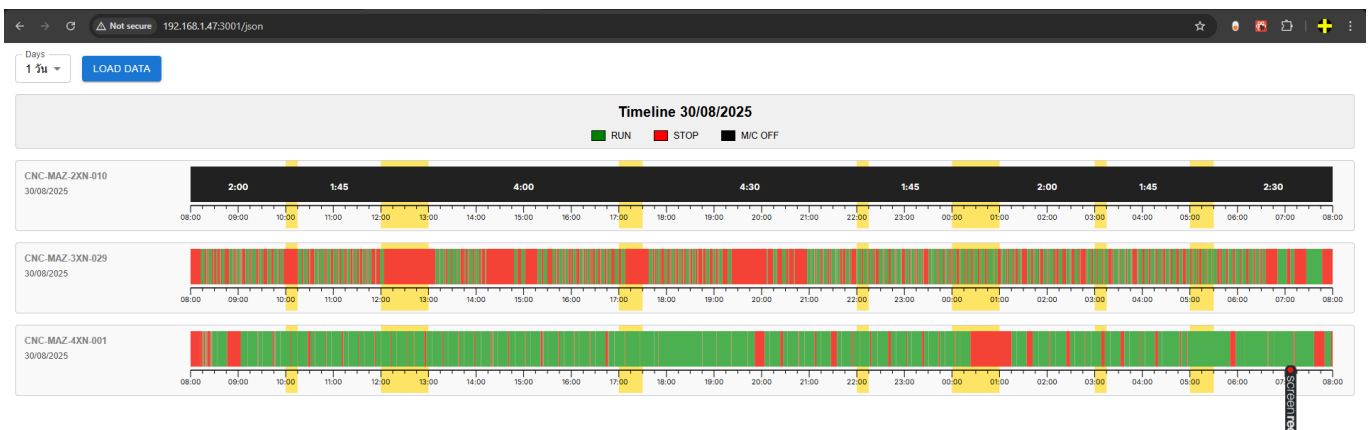 Not secure 192.168.1.47:3001/json
Days
1 วัน
LOAD DATA
Timeline 30/08/2025
RUN STOP M/C OFF
CNC-MAZ-2XN-010
30/08/2025
2:00 1:45 4:00 4:30 1:45 2:00 1:45 2:30
08:00 09:00 10:00 11:00 12:00 13:00 14:00 15:00 16:00 17:00 18:00 19:00 20:00 21:00 22:00 23:00 00:00 01:00 02:00 03:00 04:00 05:00 06:00 07:00 08:00
CNC-MAZ-3XN-029
30/08/2025
08:00 09:00 10:00 11:00 12:00 13:00 14:00 15:00 16:00 17:00 18:00 19:00 20:00 21:00 22:00 23:00 00:00 01:00 02:00 03:00 04:00 05:00 06:00 07:00 08:00
CNC-MAZ-4XN-001
30/08/2025
08:00 09:00 10:00 11:00 12:00 13:00 14:00 15:00 16:00 17:00 18:00 19:00 20:00 21:00 22:00 23:00 00:00 01:00 02:00 03:00 04:00 05:00 06:00 08:00